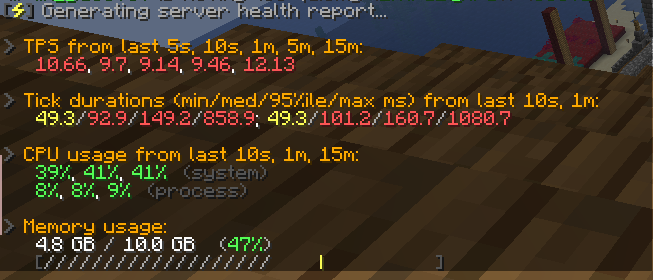 [⚡] Generating server health report...
> TPS from last 5s, 10s, 1m, 5m, 15m:
10.66, 9.7, 9.14, 9.46, 12.13
> Tick durations (min/med/95%ile/max ms) from last 10s, 1m:
49.3/92.9/149.2/858.9; 49.3/101.2/160.7/1080.7
> CPU usage from last 10s, 1m, 15m:
39%, 41%, 41% (system)
8%, 8%, 9% (process)
> Memory usage:
4.8 GB / 10.0 GB (47%)
[/////////////////// | ]